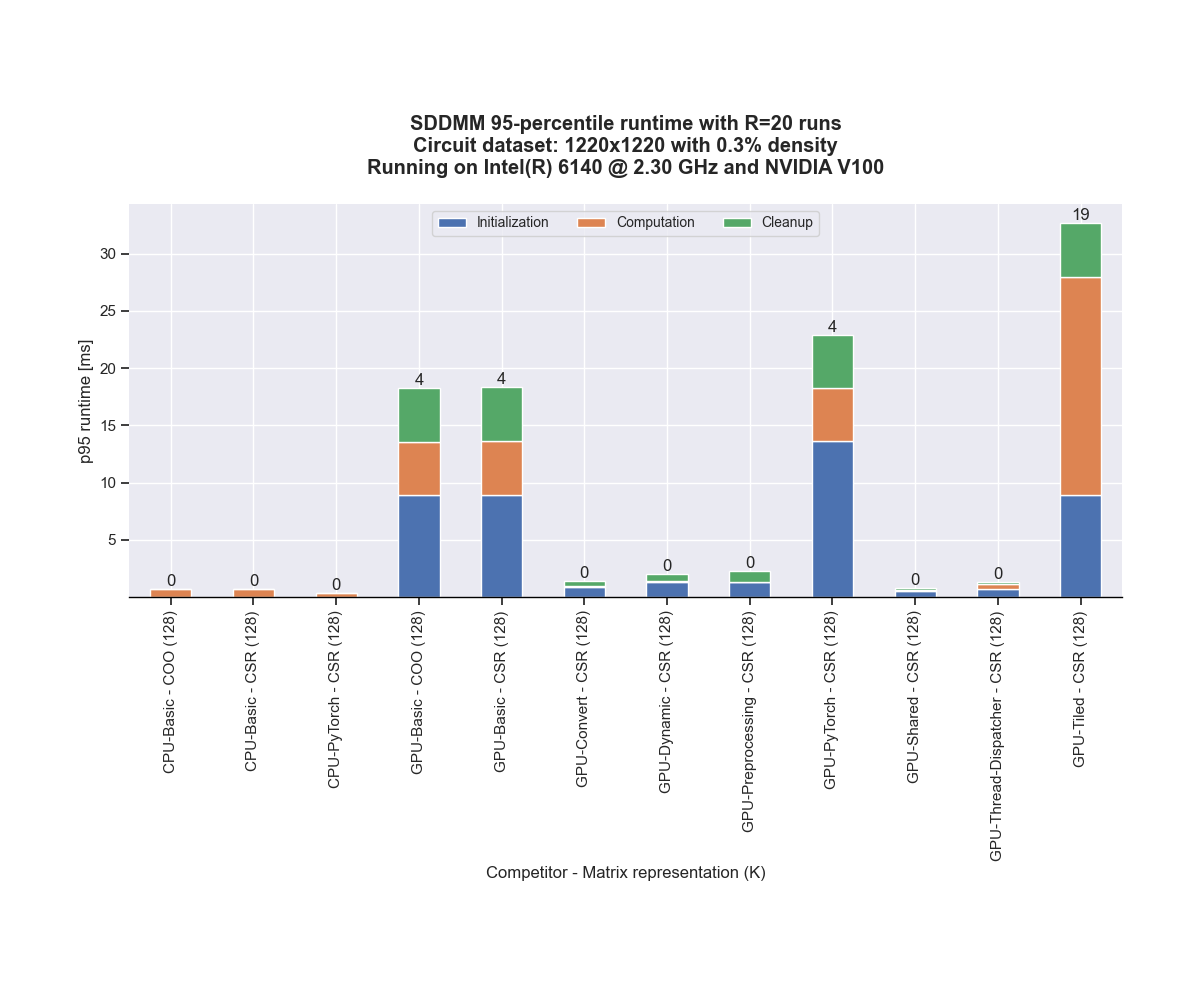 SDDMM 95-percentile runtime with R=20 runs
Circuit dataset: 1220x1220 with 0.3% density
Running on Intel(R) 6140 @ 2.30 GHz and NVIDIA V100
Initialization Computation Cleanup
p95 runtime [ms]
30
25
20
15
10
5
0 0 0 4 4 0 0 0 4 0 0 19
CPU-Basic - COO (128)
CPU-Basic - CSR (128)
CPU-PyTorch - CSR (128)
GPU-Basic - COO (128)
GPU-Basic - CSR (128)
GPU-Convert - CSR (128)
GPU-Dynamic - CSR (128)
GPU-Preprocessing - CSR (128)
GPU-PyTorch - CSR (128)
GPU-Shared - CSR (128)
GPU-Thread-Dispatcher - CSR (128)
GPU-Tiled - CSR (128)
Competitor - Matrix representation (K)